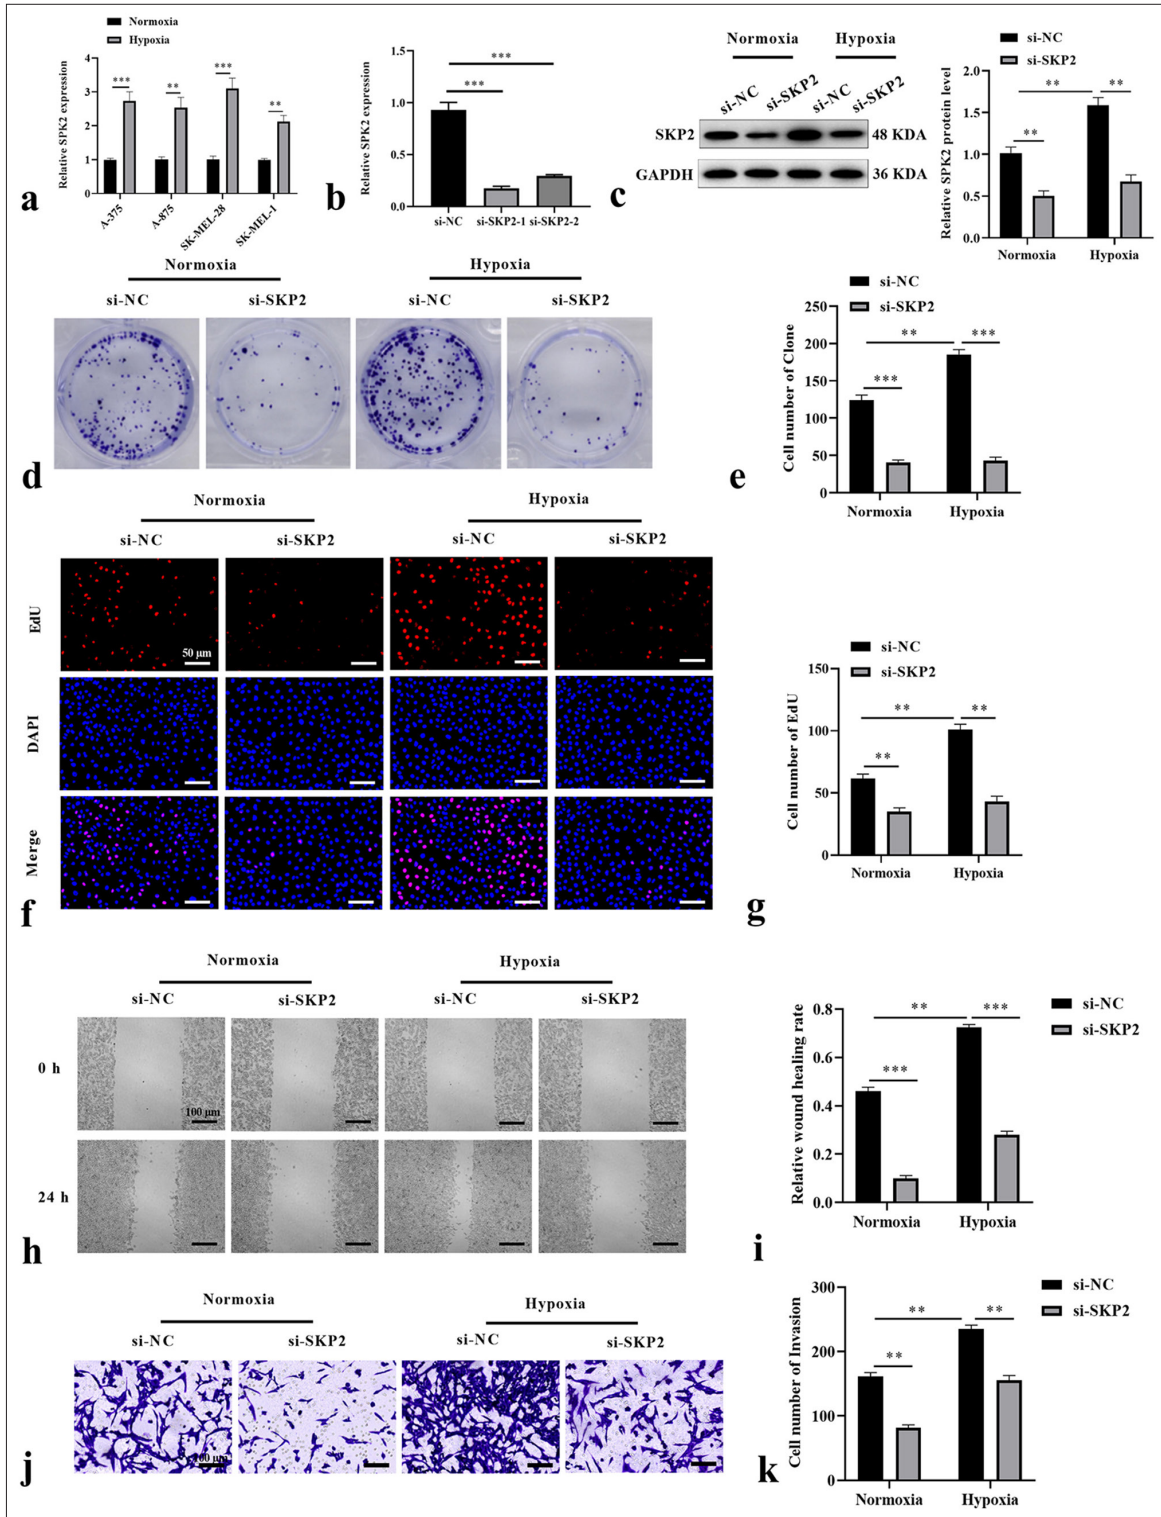 Normoxia
Hypoxia
Relative SPK2 expression
4
3
2
1
0
*** ** *** **
A-375 A-875 SK-MEL-28 SK-MEL-1
a
Relative SPK2 expression
1.5
1.0
0.5
0.0
***
***
si-NC si-SKP2-1 si-SKP2-2
b
Normoxia Hypoxia
si-NC si-SKP2 si-NC si-SKP2
SKP2 48 KDA
GAPDH 36 KDA
c
si-NC
si-SKP2
Relative SPK2 protein level
2.0
1.5
1.0
0.5
0.0
** **
**
Normoxia Hypoxia
Normoxia Hypoxia
si-NC si-SKP2 si-NC si-SKP2
d
si-NC
si-SKP2
Cell number of Clone
250
200
150
100
50
0
** ***
***
Normoxia Hypoxia
e
Normoxia Hypoxia
si-NC si-SKP2 si-NC si-SKP2
EdU
50 μm
DAPI
Merge
f
si-NC
si-SKP2
Cell number of EdU
150
100
50
0
** **
**
Normoxia Hypoxia
g
Normoxia Hypoxia
si-NC si-SKP2 si-NC si-SKP2
0 h
100 μm
24 h
h
si-NC
si-SKP2
Relative wound healing rate
0.8
0.6
0.4
0.2
0.0
** ***
***
Normoxia Hypoxia
i
Normoxia Hypoxia
si-NC si-SKP2 si-NC si-SKP2
100 μm
j
si-NC
si-SKP2
Cell number of Invasion
300
200
100
0
** **
**
Normoxia Hypoxia
k